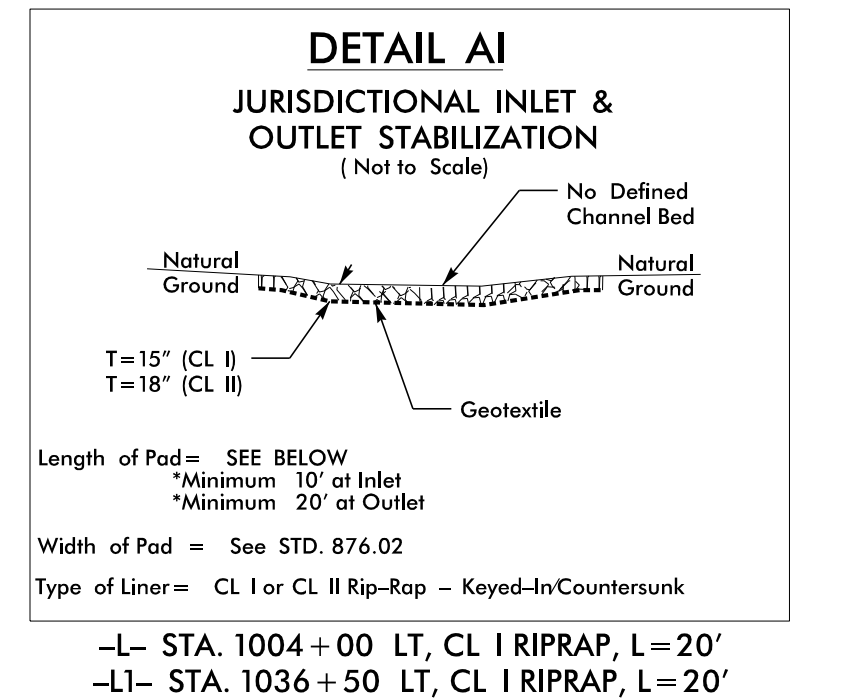 DETAIL AI
JURISDICTIONAL INLET &
OUTLET STABILIZATION
( Not to Scale)
No Defined
Channel Bed
Natural
Ground
Natural
Ground
T=15" (CL I)
T=18" (CL II)
Geotextile
Length of Pad= SEE BELOW
*Minimum 10' at Inlet
*Minimum 20' at Outlet
Width of Pad = See STD. 876.02
Type of Liner= CL I or CL II Rip-Rap - Keyed-In/Countersunk
-L- STA. 1004+00 LT, CL I RIPRAP, L=20'
-L1- STA. 1036+50 LT, CL I RIPRAP, L=20'